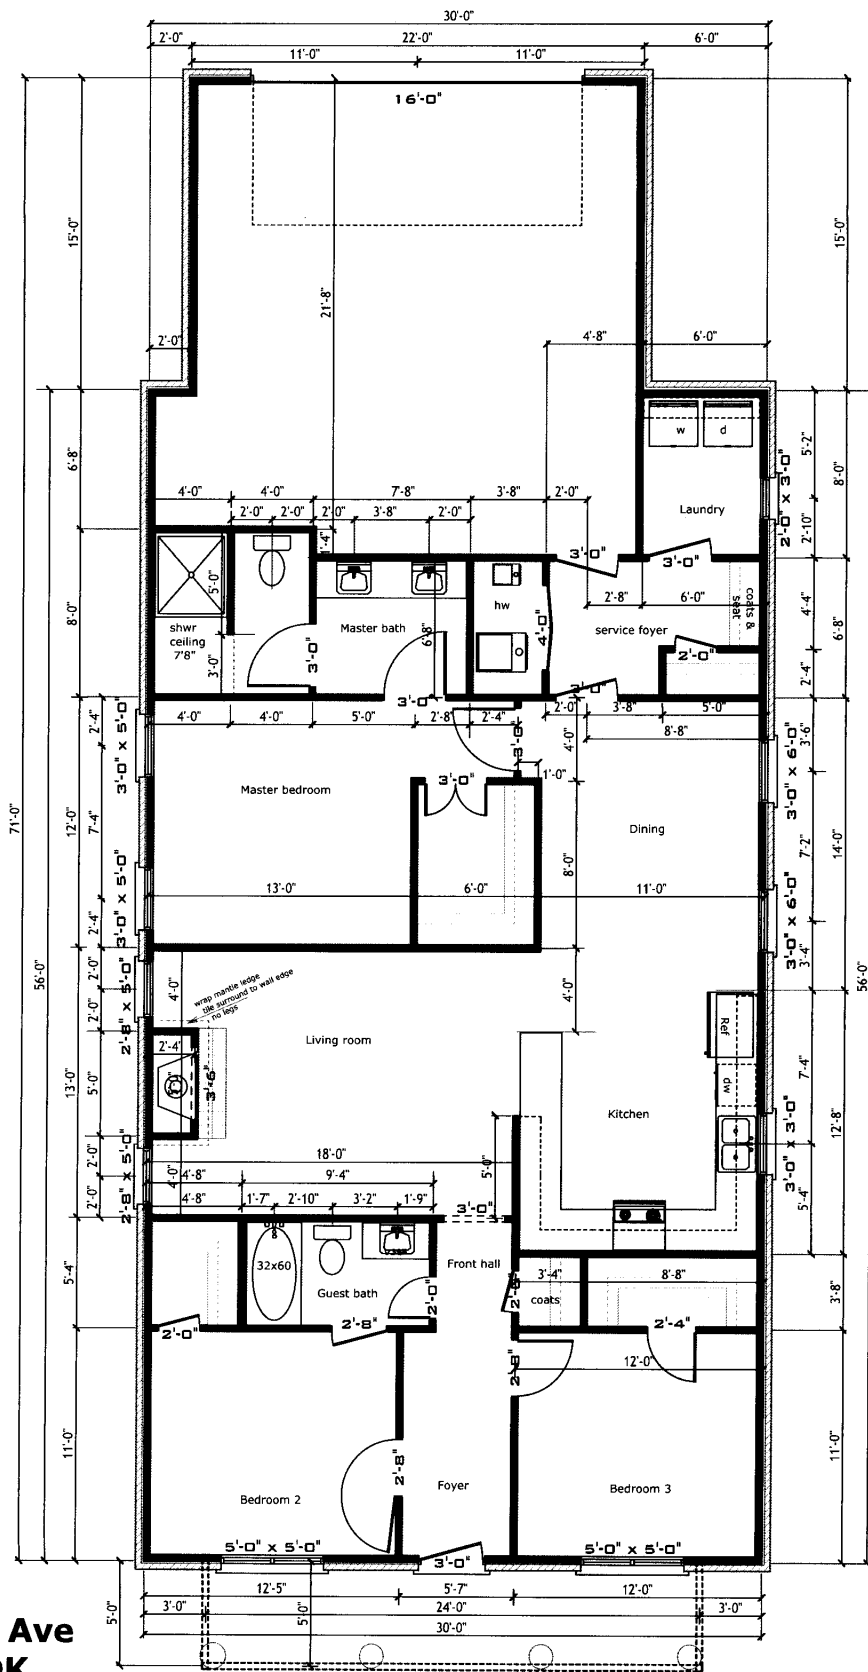 30'-0"
2'-0" 22'-0" 6'-0"
11'-0" 11'-0"
16'-0"
15'-0" 15'-0"
21'-8"
2'-0" 4'-8" 6'-0"
w d
5'-2"
6'-8" 8'-0"
2'-0" x 3'-0"
4'-0" 4'-0" 7'-8" 3'-8" 2'-0"
2'-0" 2'-0" 2'-0" 3'-8" 2'-0"
Laundry
2'-10"
3'-0" 3'-0"
5'-0"
hw
2'-8" 6'-0"
coats &
seat
4'-4"
8'-0" 6'-8"
shwr
ceiling
7'8"
Master bath
6'-8"
4'-0"
service foyer
3'-0" 3'-0"
2'-0"
2'-4"
3'-0" 3'-0"
4'-0" 4'-0" 5'-0" 2'-8" 2'-4" 2'-0" 3'-8" 5'-0"
2'-4" 3'-0" x 5'-0"
3'-0" 4'-0" 8'-8" 3'-6"
3'-0" 1'-0"
3'-0" x 6'-0"
Master bedroom
71'-0" 12'-0" 7'-4"
Dining
7'-2" 14'-0"
8'-0"
13'-0" 6'-0" 11'-0"
3'-0" x 5'-0" 3'-0" x 6'-0"
2'-4" 3'-4"
56'-0" 56'-0"
2'-0" 2'-8" x 5'-0" 4'-0" 4'-0"
wrap mantle ledge
tile surround to wall edge
no legs
2'-0"
Ref
Living room
2'-4"
13'-0" 5'-0" 3'-6"
dw 7'-4"
Kitchen
12'-8"
3'-0" x 3'-0"
18'-0" 5'-0"
2'-0" 2'-8" x 5'-0" 4'-0"
4'-8" 9'-4"
2'-0" 4'-8" 1'-7" 2'-10" 3'-2" 1'-9" 3'-0"
5'-4"
5'-4"
32x60
Front hall
3'-4" 8'-8"
Guest bath
2'-0"
coats
3'-8"
2'-0" 2'-8" 2'-4"
2'-8" 12'-0"
11'-0" 11'-0"
2'-8"
Bedroom 2 Foyer Bedroom 3
5'-0" x 5'-0" 3'-0" 5'-0" x 5'-0"
12'-5" 5'-7" 12'-0"
5'-0" 3'-0" 5'-0" 24'-0" 3'-0"
30'-0"
Ave